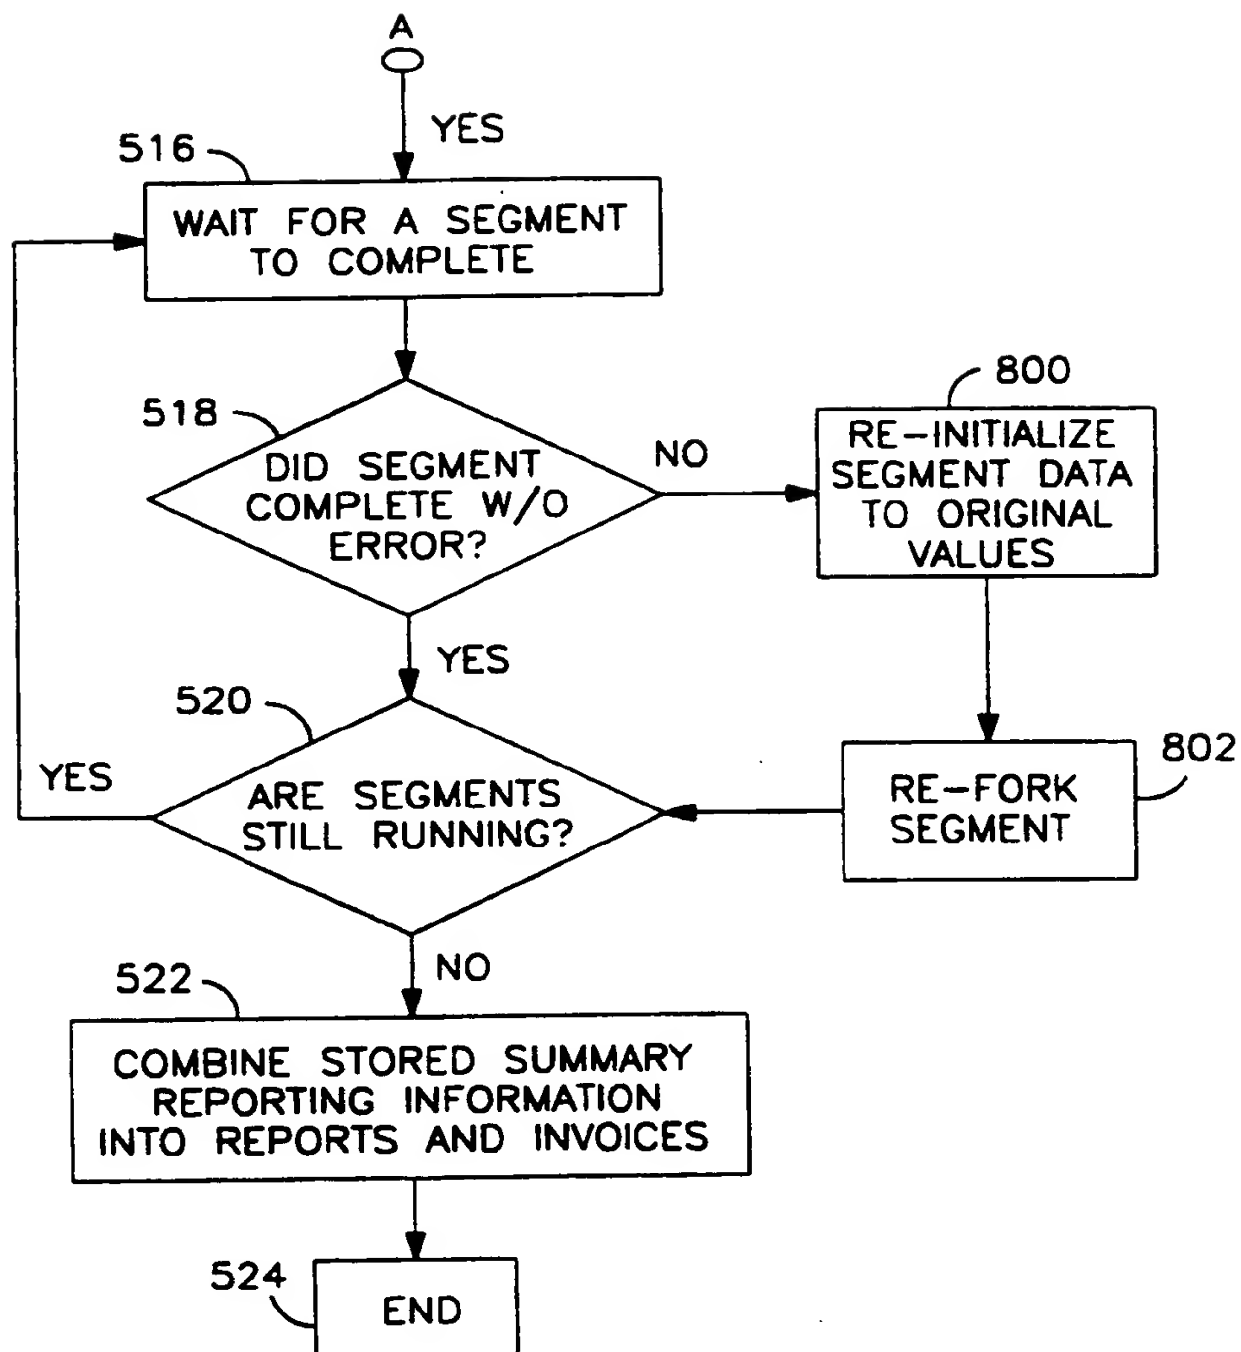 A
YES
516
WAIT FOR A SEGMENT
TO COMPLETE
518
DID SEGMENT
COMPLETE W/O
ERROR?
NO
800
RE-INITIALIZE
SEGMENT DATA
TO ORIGINAL
VALUES
YES
520
YES
ARE SEGMENTS
STILL RUNNING?
RE-FORK
SEGMENT
802
NO
522
COMBINE STORED SUMMARY
REPORTING INFORMATION
INTO REPORTS AND INVOICES
524
END